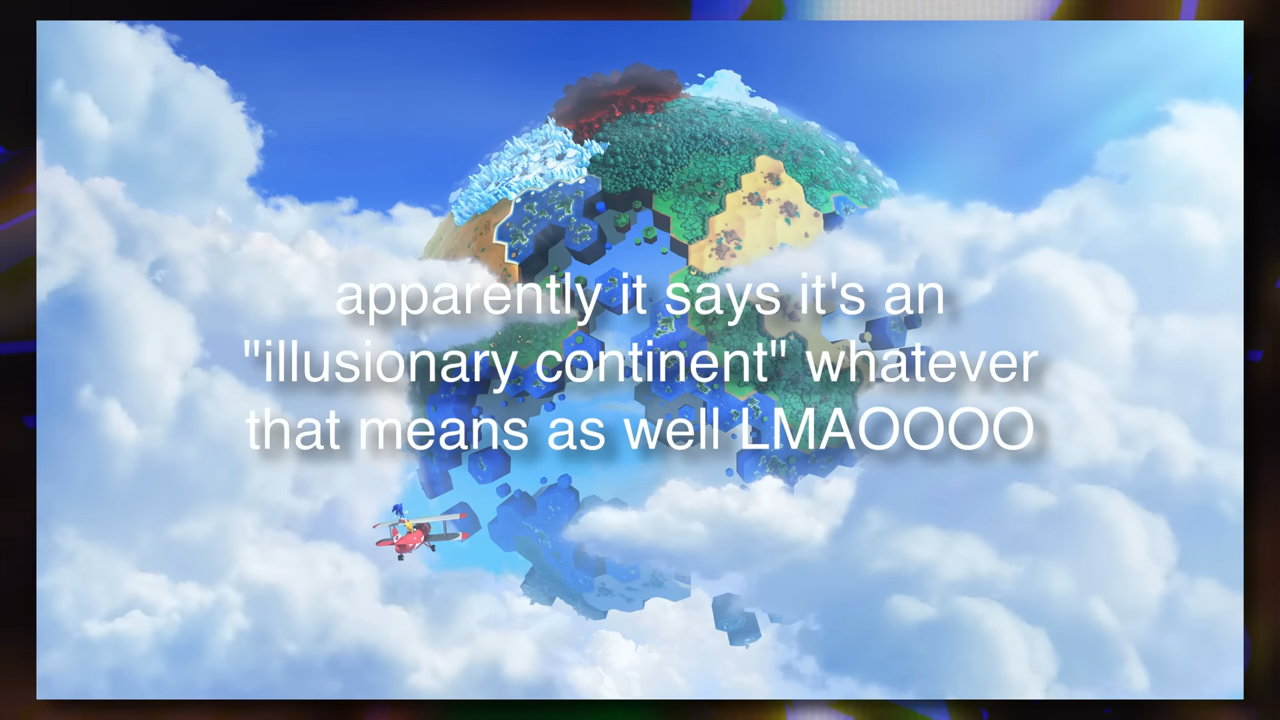 apparently it says it's an
"illusionary continent" whatever
that means as well LMAOOOO